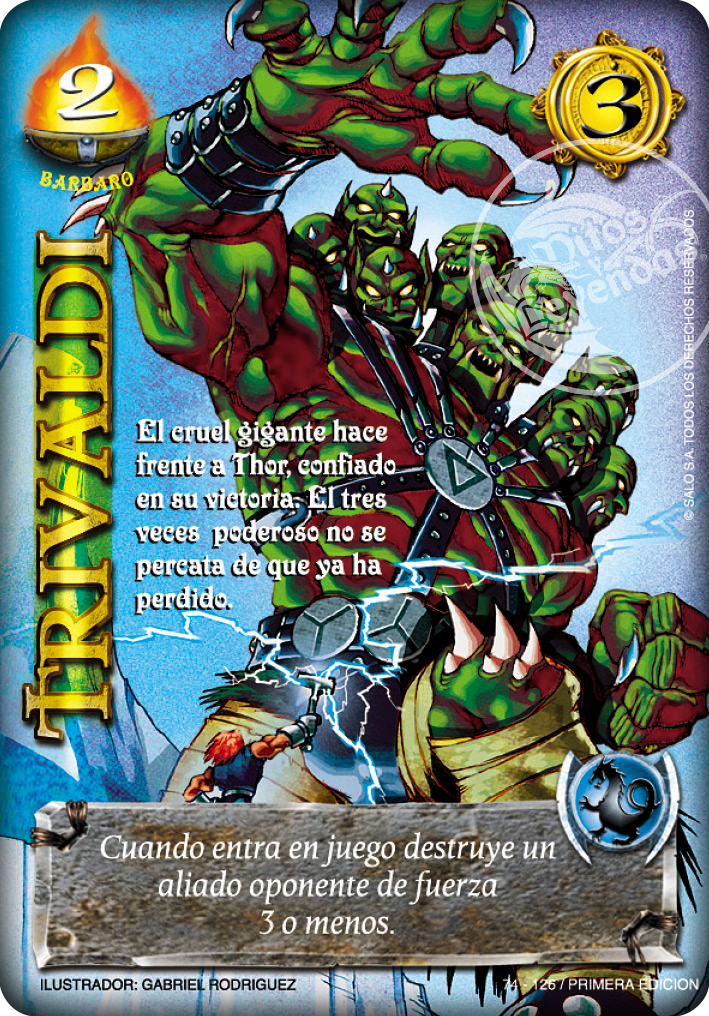 2
3
BARBARO
Mitos
y
Leyendas
TRIVALDI
© SALO S.A. TODOS LOS DERECHOS RESERVADOS
El cruel gigante hace
frente a Thor, confiado
en su victoria. El tres
veces poderoso no se
percata de que ya ha
perdido.
Cuando entra en juego destruye un
aliado oponente de fuerza
3 o menos.
ILUSTRADOR: GABRIEL RODRIGUEZ
74 - 126 / PRIMERA EDICION